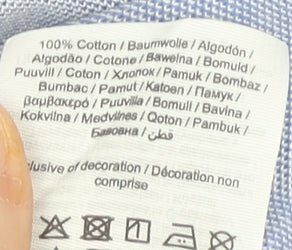 100% Cotton / Baumwolle / Algodón /
Algodão / Cotone / Bawełna / Bomuld /
Puuvill / Coton / Хлопок / Pamuk / Bombaz /
Bumbac / Pamut / Katoen / Памук /
βαμβακερό / Puuvilla / Bomull / Bavlna /
Kokvilna / Medvilnės / Qoton / Pambuk /
Бавовна / قطن
lusive of decoration / Décoration non
comprise